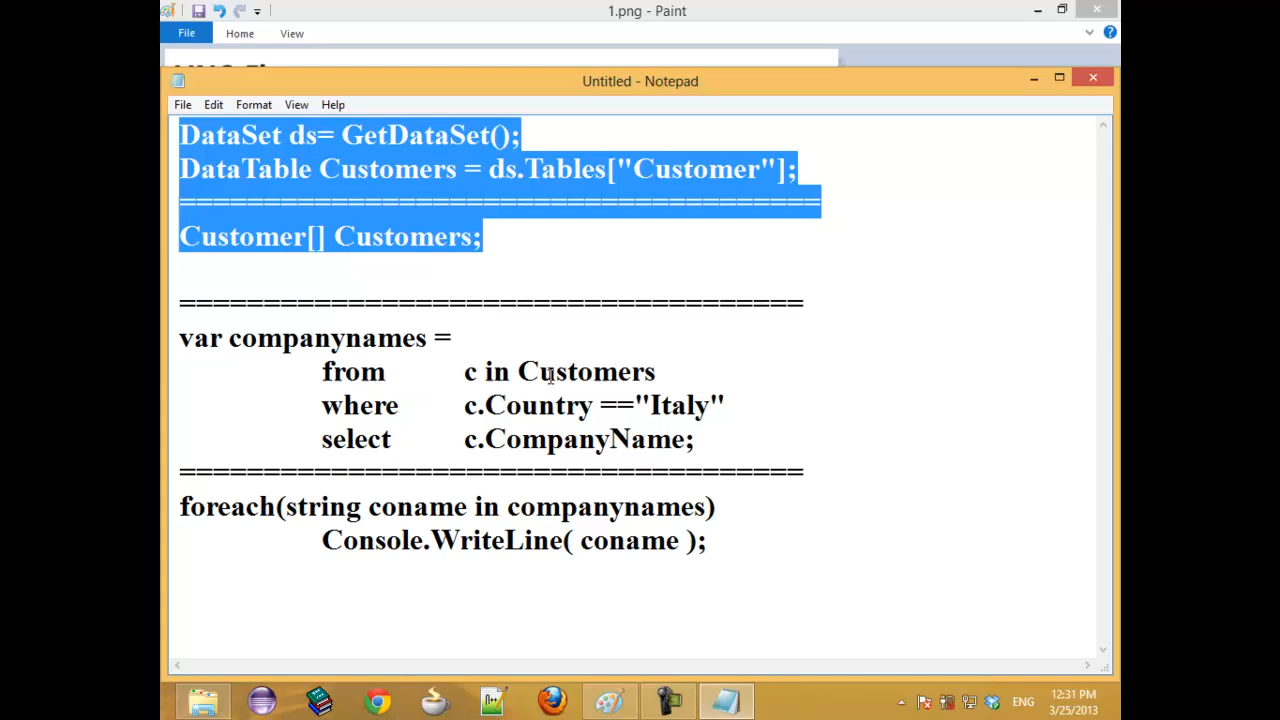 1.png - Paint
File Home View
Untitled - Notepad
File Edit Format View Help
DataSet ds= GetDataSet();
DataTable Customers = ds.Tables["Customer"];
======================================
Customer[] Customers;
=====================================
var companynames =
from c in Customers
where c.Country =="Italy"
select c.CompanyName;
=====================================
foreach(string coname in companynames)
Console.WriteLine( coname );
ENG
12:31 PM
3/25/2013